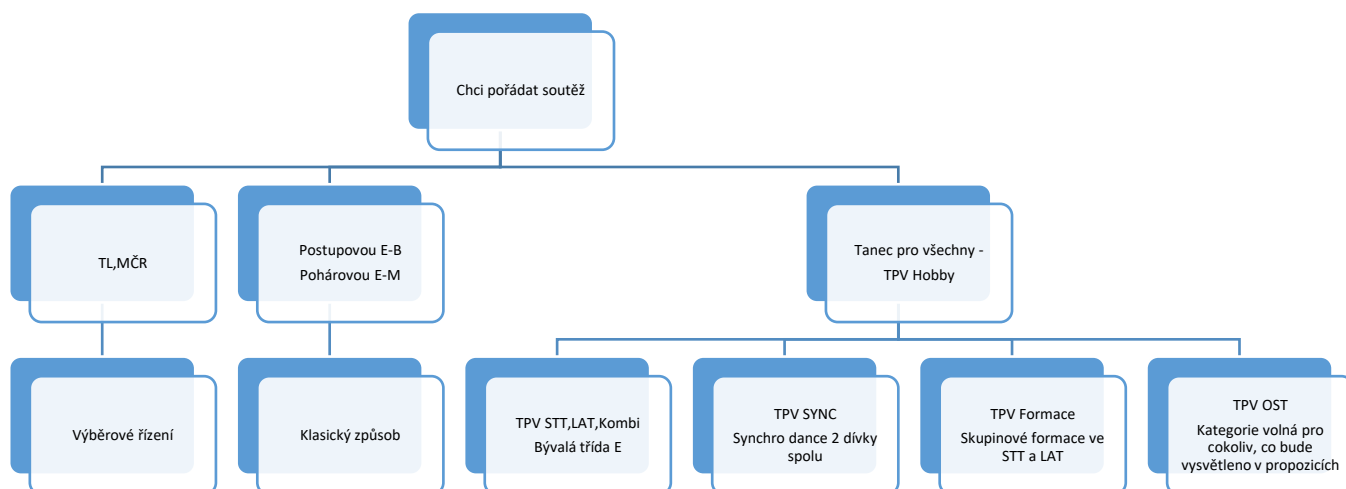 Chci pořádat soutěž
TL,MČR
Postupovou E-B
Pohárovou E-M
Tanec pro všechny -
TPV Hobby
Výběrové řízení
Klasický způsob
TPV STT,LAT,Kombi
Bývalá třída E
TPV SYNC
Synchro dance 2 dívky
spolu
TPV Formace
Skupinové formace ve
STT a LAT
TPV OST
Kategorie volná pro
cokoliv, co bude
vysvětleno v propozicích